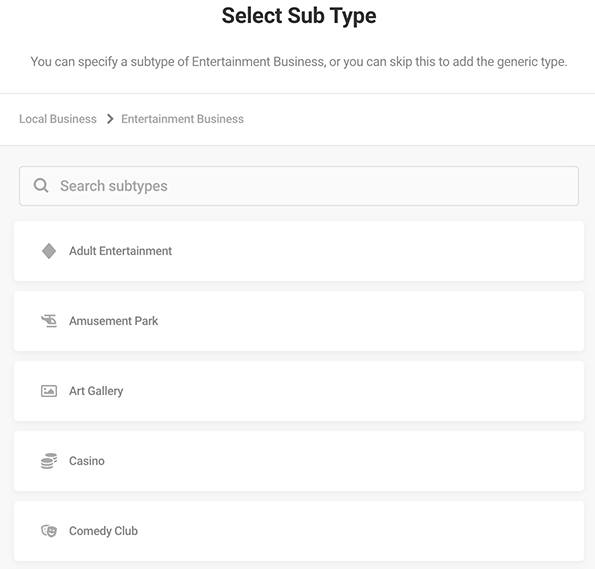 Select Sub Type
You can specify a subtype of Entertainment Business, or you can skip this to add the generic type.
Local Business > Entertainment Business
Search subtypes
Adult Entertainment
Amusement Park
Art Gallery
Casino
Comedy Club